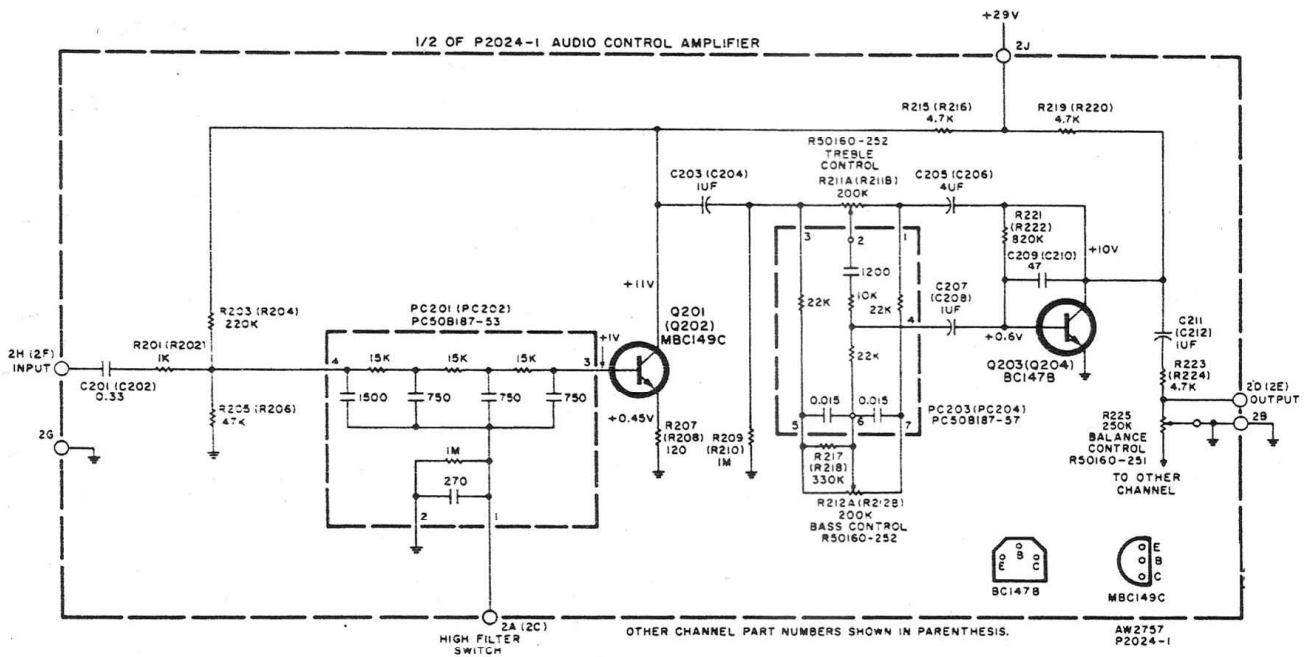 +29V
1/2 OF P2024-1 AUDIO CONTROL AMPLIFIER
2J
R215 (R216)
4.7K
R219 (R220)
4.7K
R50160-252
TREBLE
CONTROL
R211A (R211B)
200K
C203 (C204)
1UF
C205 (C206)
4UF
R221
(R222)
820K
+10V
C209 (C210)
47
3
2
1
1200
10K
22K
22K
4
C207
(C208)
1UF
+0.6V
Q203 (Q204)
BC147B
C211
(C212)
1UF
R223
(R224)
4.7K
2D (2E)
OUTPUT
2B
R225
250K
BALANCE
CONTROL
R50160-251
TO OTHER
CHANNEL
+11V
Q201
(Q202)
MBC149C
+1V
R203 (R204)
220K
PC201 (PC202)
PC50B187-53
2H (2F)
INPUT
R201 (R202)
1K
C201 (C202)
0.33
4
15K
15K
15K
3
1500
750
750
750
+0.45V
R205 (R206)
47K
2G
R207
(R208)
120
R209
(R210)
1M
22K
0.015
0.015
5
6
7
PC203 (PC204)
PC50B187-57
R217
(R218)
330K
R212A (R212B)
200K
BASS CONTROL
R50160-252
1M
270
2
1
2A (2C)
HIGH FILTER
SWITCH
B
E
C
BC147B
E
B
C
MBC149C
OTHER CHANNEL PART NUMBERS SHOWN IN PARENTHESIS.
AW2757
P2024-1